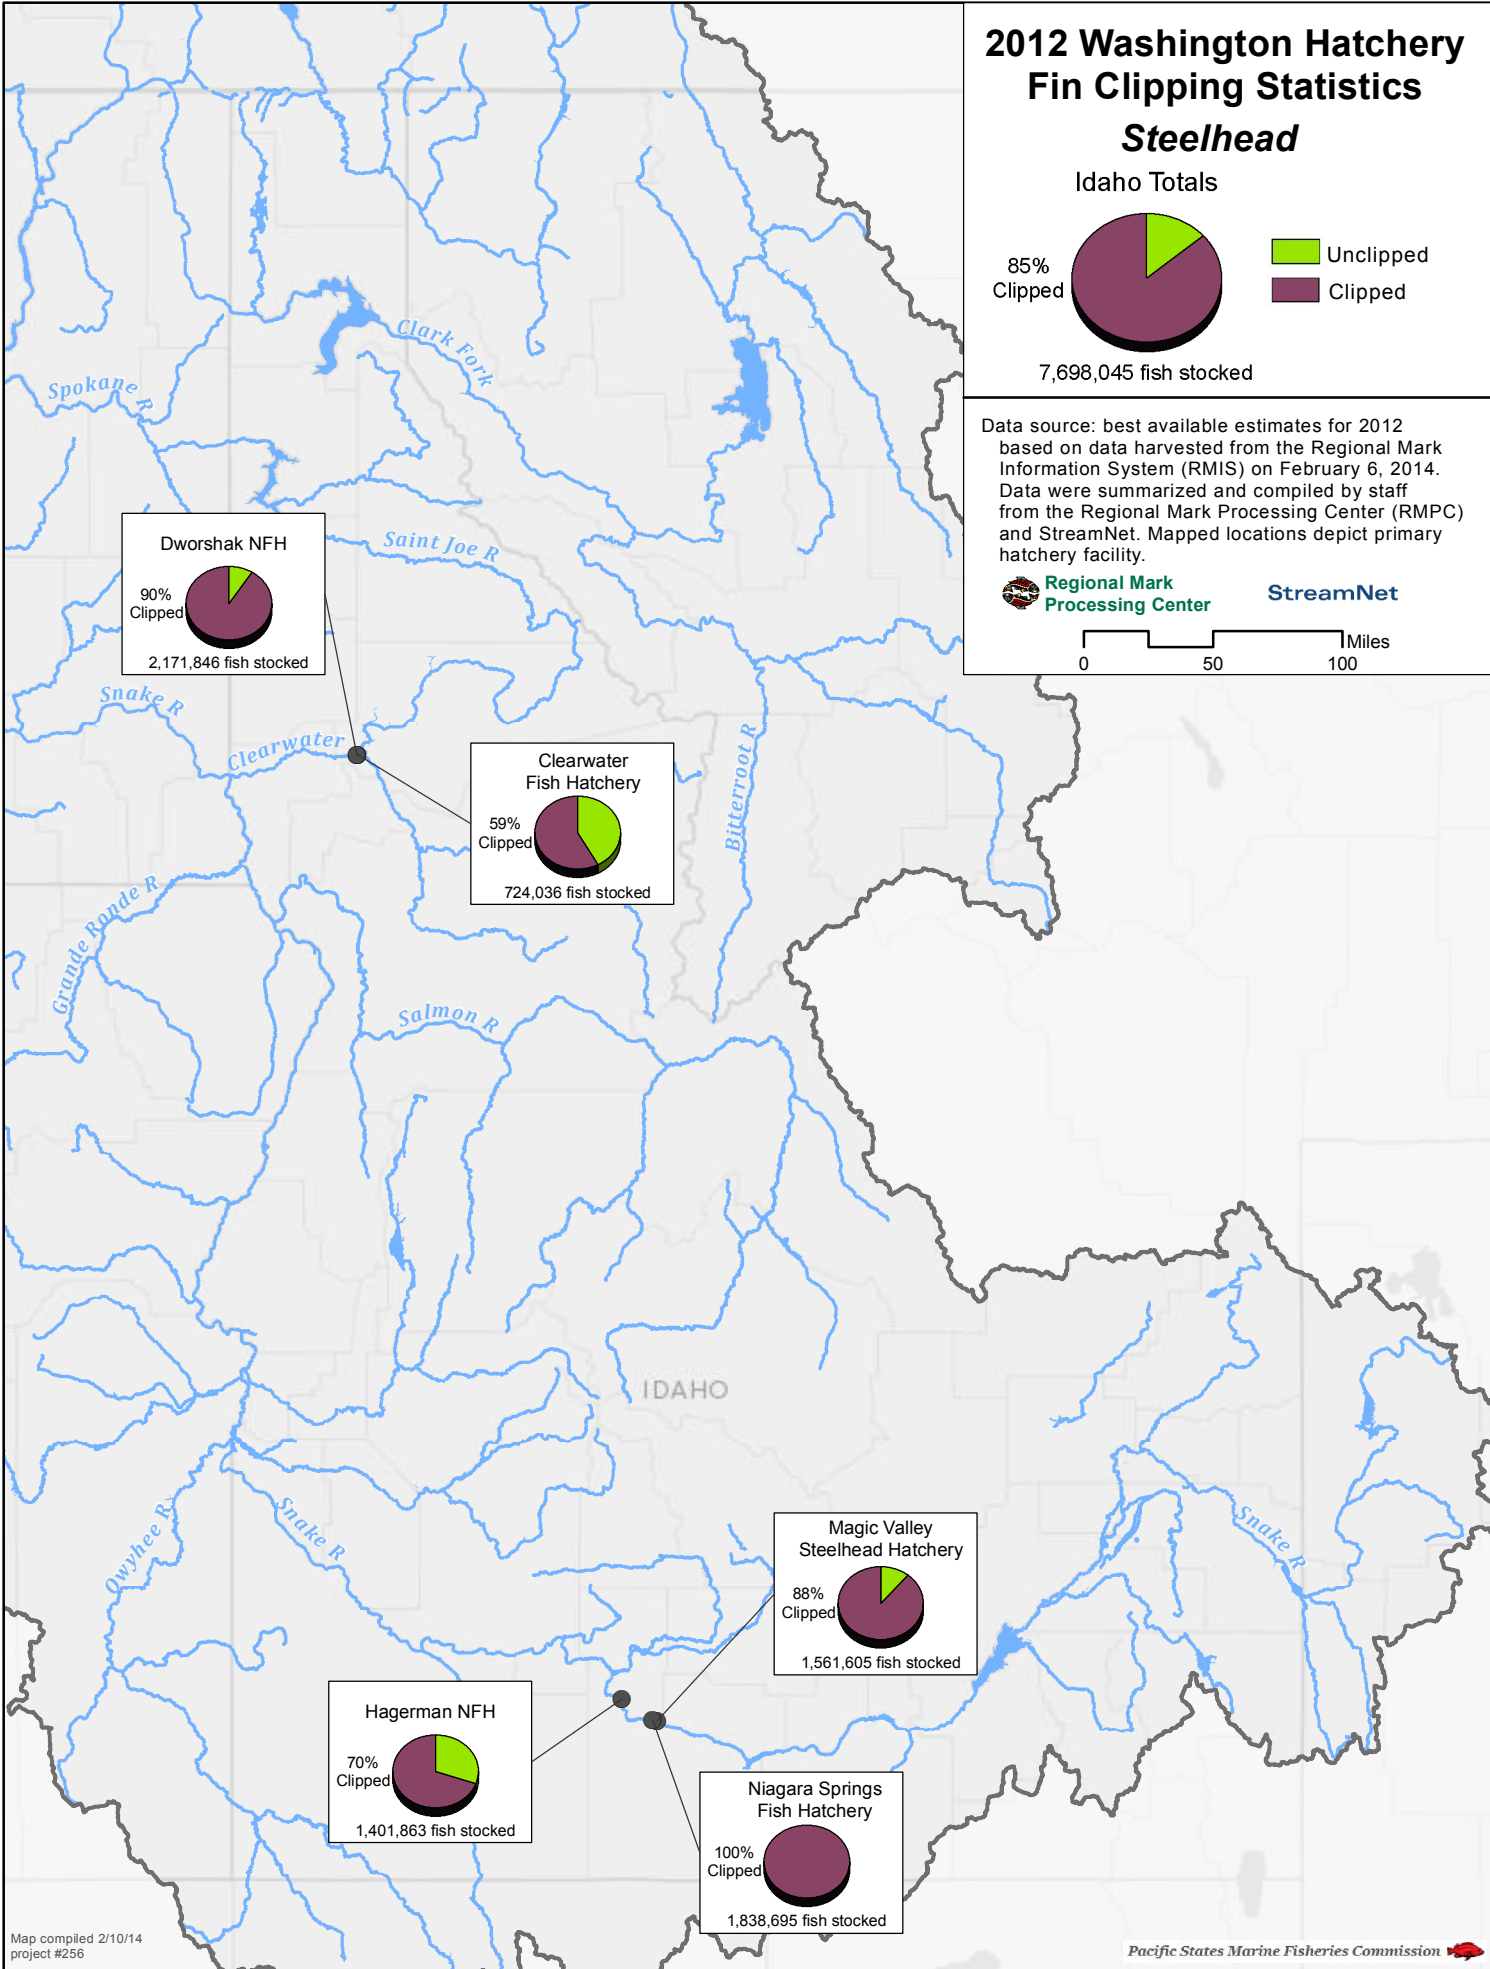 2012 Washington Hatchery
Fin Clipping Statistics
Steelhead
Idaho Totals
85%
Clipped
Unclipped
Clipped
7,698,045 fish stocked
Data source: best available estimates for 2012
based on data harvested from the Regional Mark
Information System (RMIS) on February 6, 2014.
Data were summarized and compiled by staff
from the Regional Mark Processing Center (RMPC)
and StreamNet. Mapped locations depict primary
hatchery facility.
Regional Mark
Processing Center
StreamNet
Miles
0 50 100
Clark Fork
Spokane R
Dworshak NFH
90%
Clipped
2,171,846 fish stocked
Saint Joe R
Snake R
Clearwater
Clearwater
Fish Hatchery
59%
Clipped
724,036 fish stocked
Bitterroot R
Grande Ronde R
Salmon R
IDAHO
Owyhee R
Snake R
Snake R
Magic Valley
Steelhead Hatchery
88%
Clipped
1,561,605 fish stocked
Hagerman NFH
70%
Clipped
1,401,863 fish stocked
Niagara Springs
Fish Hatchery
100%
Clipped
1,838,695 fish stocked
Map compiled 2/10/14
project #256
Pacific States Marine Fisheries Commission